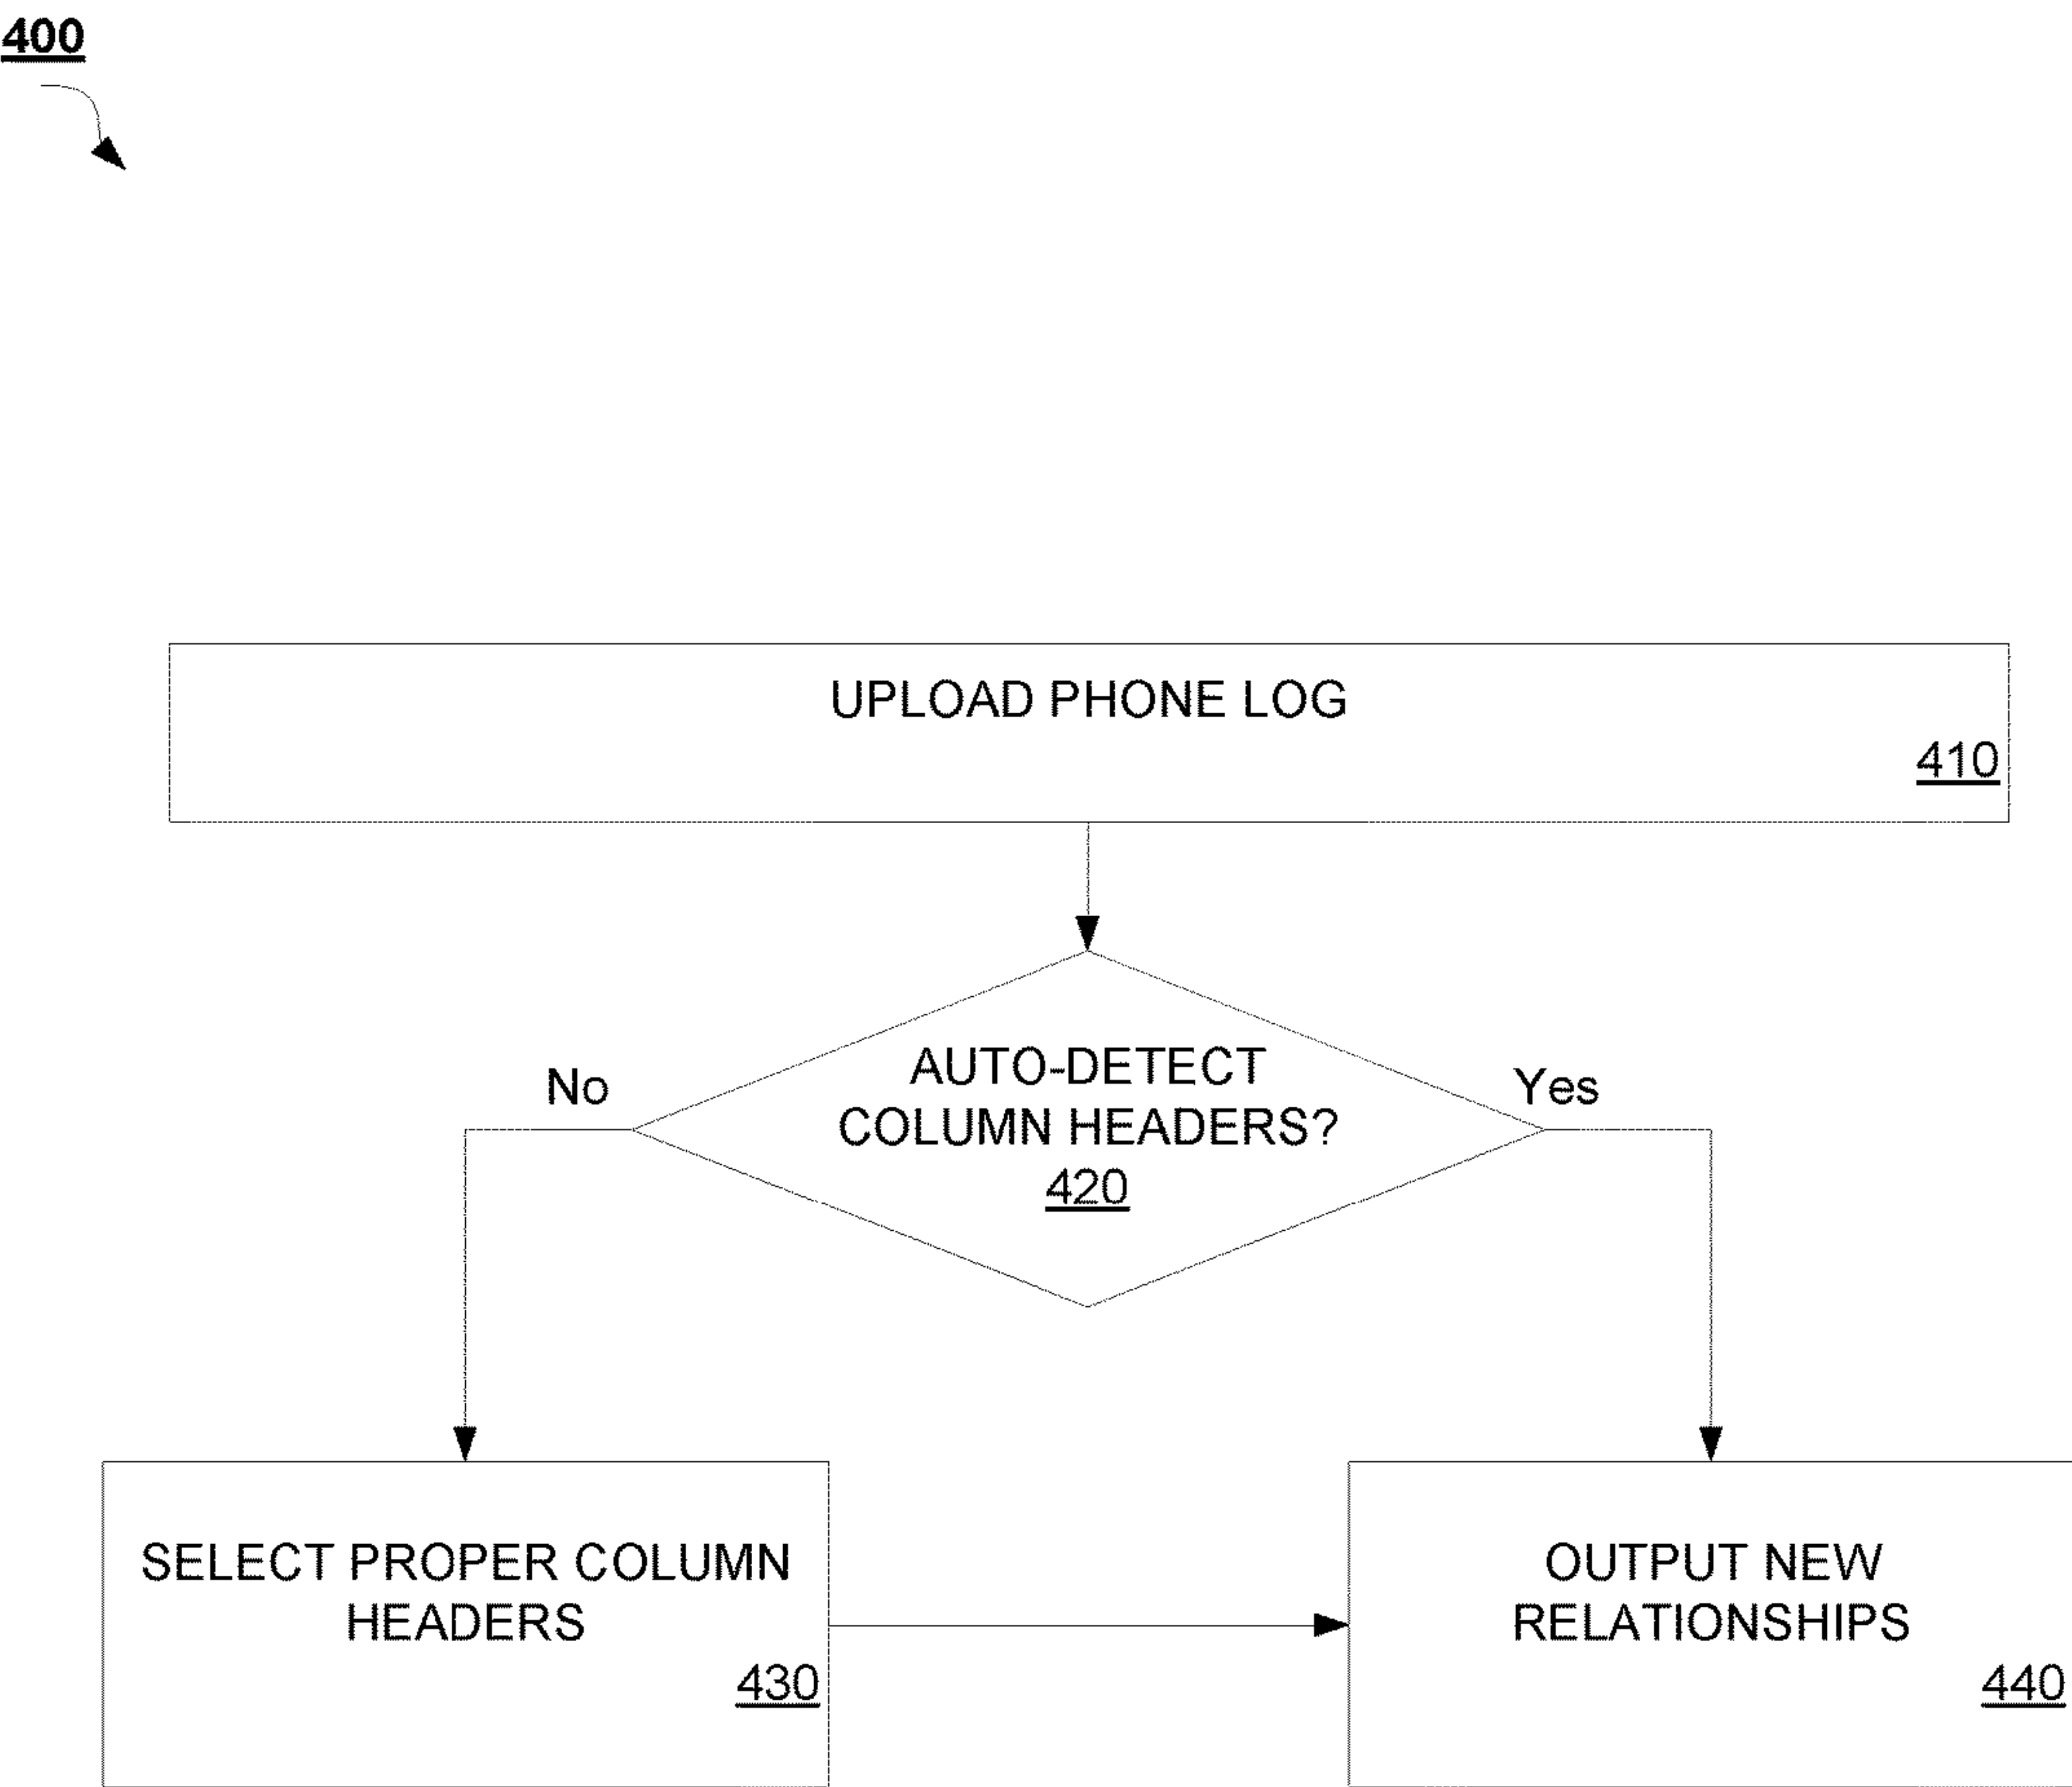 400
UPLOAD PHONE LOG
410
AUTO-DETECT
COLUMN HEADERS?
420
No
Yes
SELECT PROPER COLUMN
HEADERS
430
OUTPUT NEW
RELATIONSHIPS
440